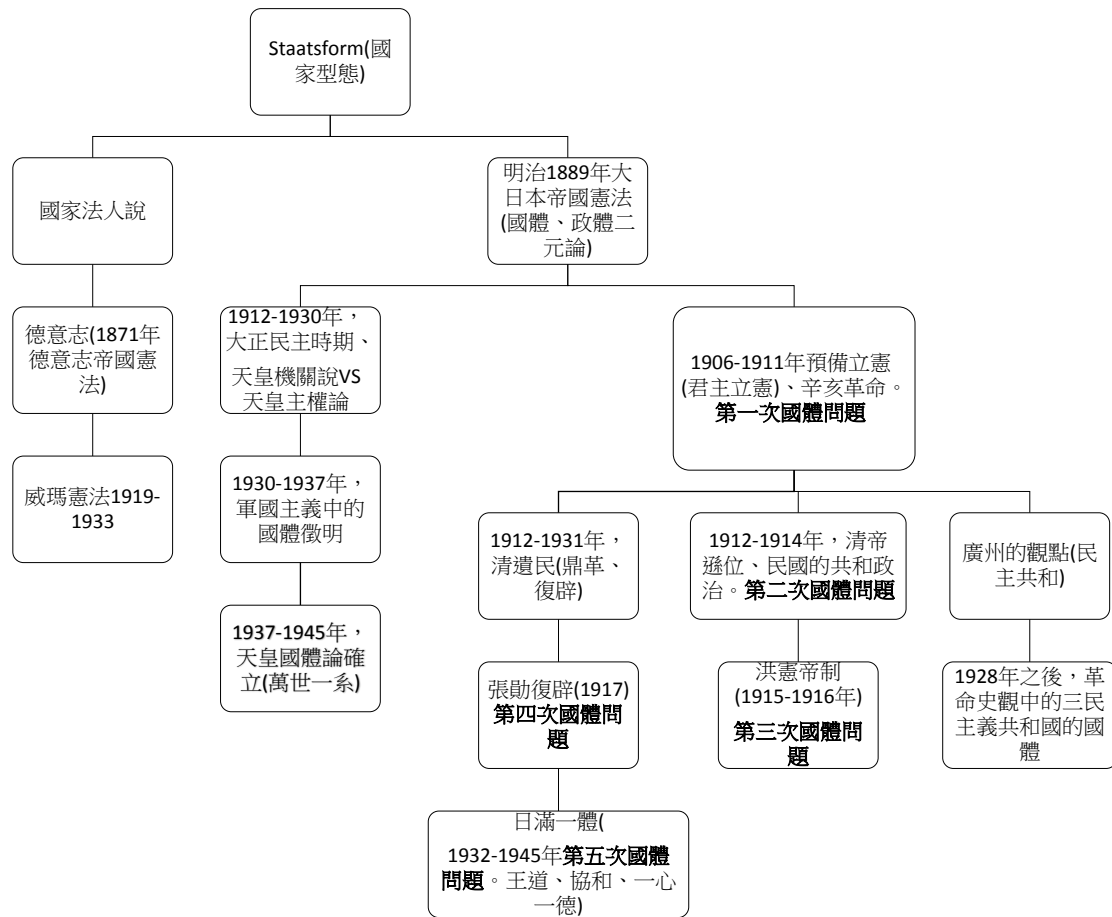 Staatsform(國
家型態)
國家法人說
明治1889年大
日本帝國憲法
(國體、政體二
元論)
德意志(1871年
德意志帝國憲
法)
1912-1930年，
大正民主時期、
天皇機關說VS
天皇主權論
1906-1911年預備立憲
(君主立憲)、辛亥革命。
第一次國體問題
威瑪憲法1919-
1933
1930-1937年，
軍國主義中的
國體徵明
1912-1931年，
清遺民(鼎革、
復辟)
1912-1914年，清帝
遜位、民國的共和政
治。第二次國體問題
廣州的觀點(民
主共和)
1937-1945年，
天皇國體論確
立(萬世一系)
張勛復辟(1917)
第四次國體問
題
洪憲帝制
(1915-1916年)
第三次國體問
題
1928年之後，革
命史觀中的三民
主義共和國的國
體
日滿一體(
1932-1945年第五次國體
問題。王道、協和、一心
一德)